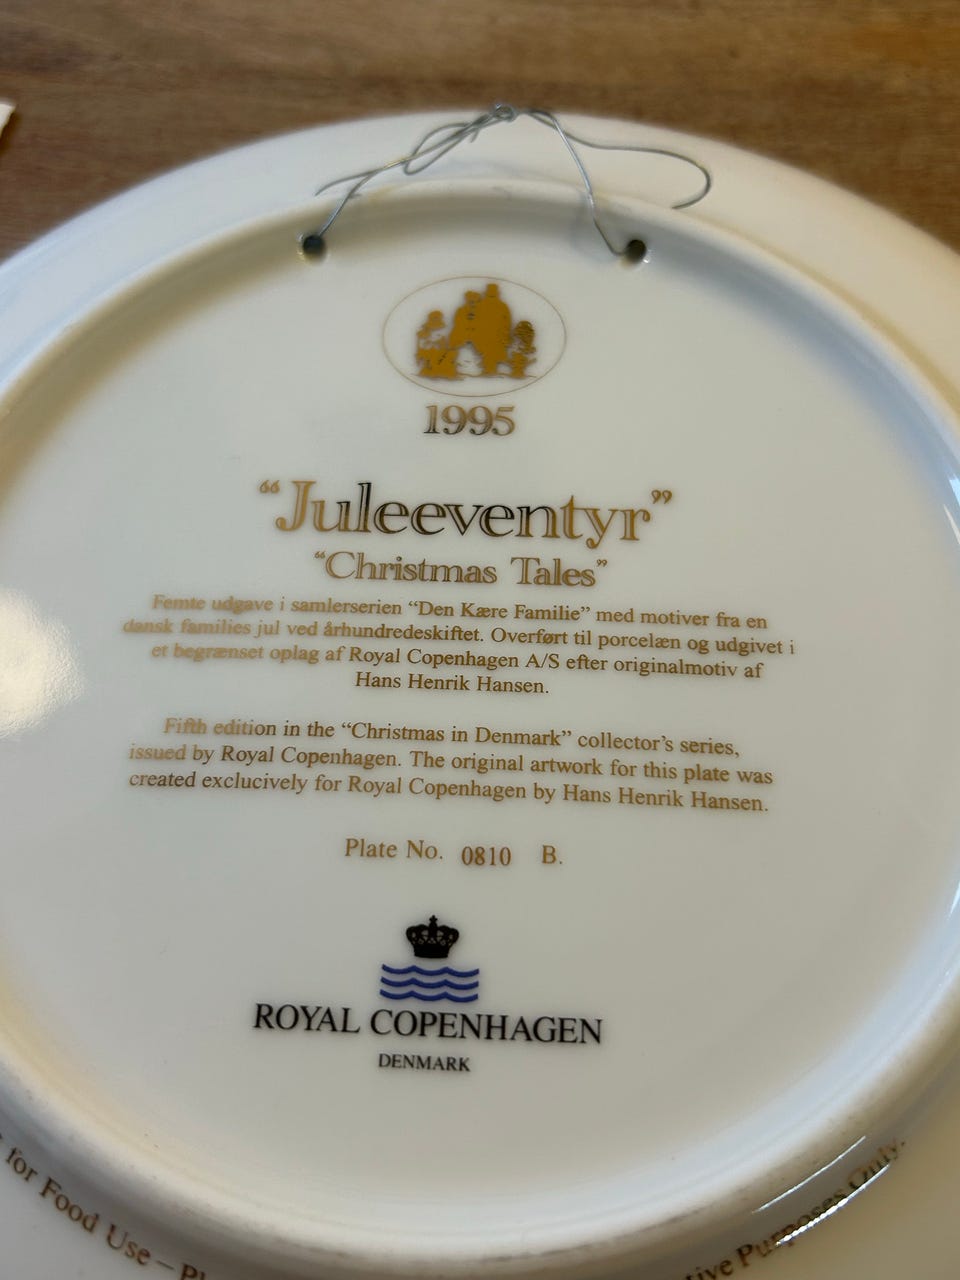 1995
“Juleeventyr”
“Christmas Tales”
Femte udgave i samlerserien “Den Kære Familie” med motiver fra en
dansk families jul ved århundredeskiftet. Overført til porcelæn og udgivet i
et begrænset oplag af Royal Copenhagen A/S efter originalmotiv af
Hans Henrik Hansen.
Fifth edition in the “Christmas in Denmark” collector’s series,
issued by Royal Copenhagen. The original artwork for this plate was
created exclucively for Royal Copenhagen by Hans Henrik Hansen.
Plate No. 0810 B.
ROYAL COPENHAGEN
DENMARK
for Food Use –
Purposes Only.